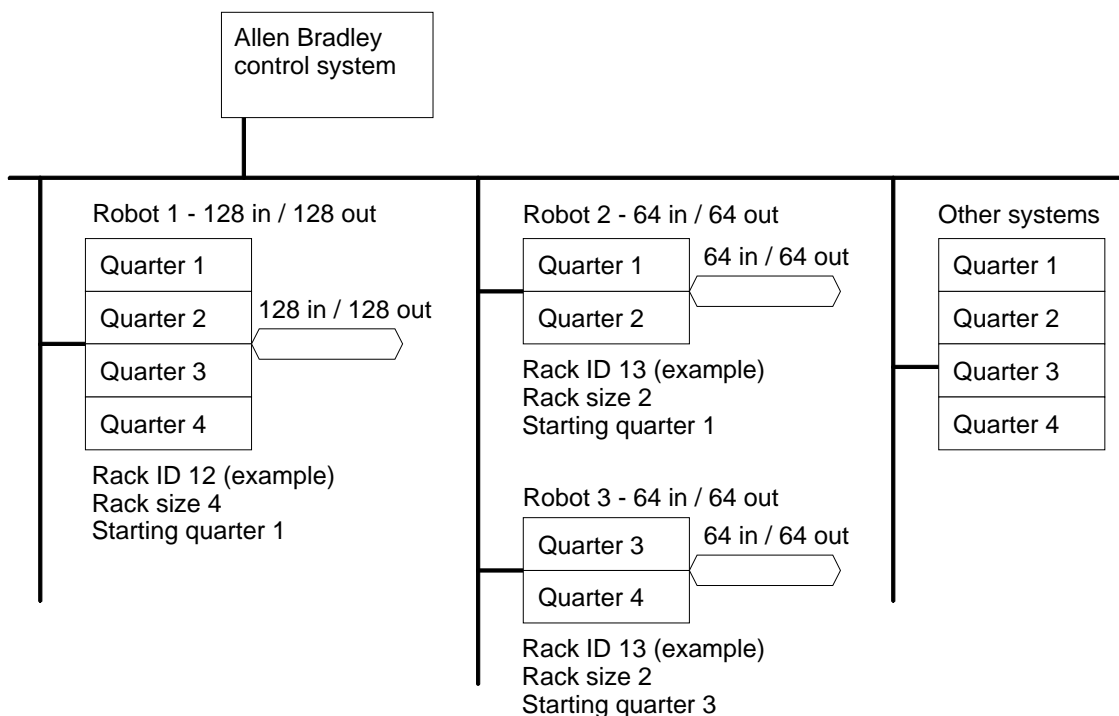 Allen Bradley
control system
Robot 1 - 128 in / 128 out
Quarter 1
Quarter 2
128 in / 128 out
Quarter 3
Quarter 4
Rack ID 12 (example)
Rack size 4
Starting quarter 1
Robot 2 - 64 in / 64 out
Quarter 1
64 in / 64 out
Quarter 2
Rack ID 13 (example)
Rack size 2
Starting quarter 1
Robot 3 - 64 in / 64 out
Quarter 3
64 in / 64 out
Quarter 4
Rack ID 13 (example)
Rack size 2
Starting quarter 3
Other systems
Quarter 1
Quarter 2
Quarter 3
Quarter 4